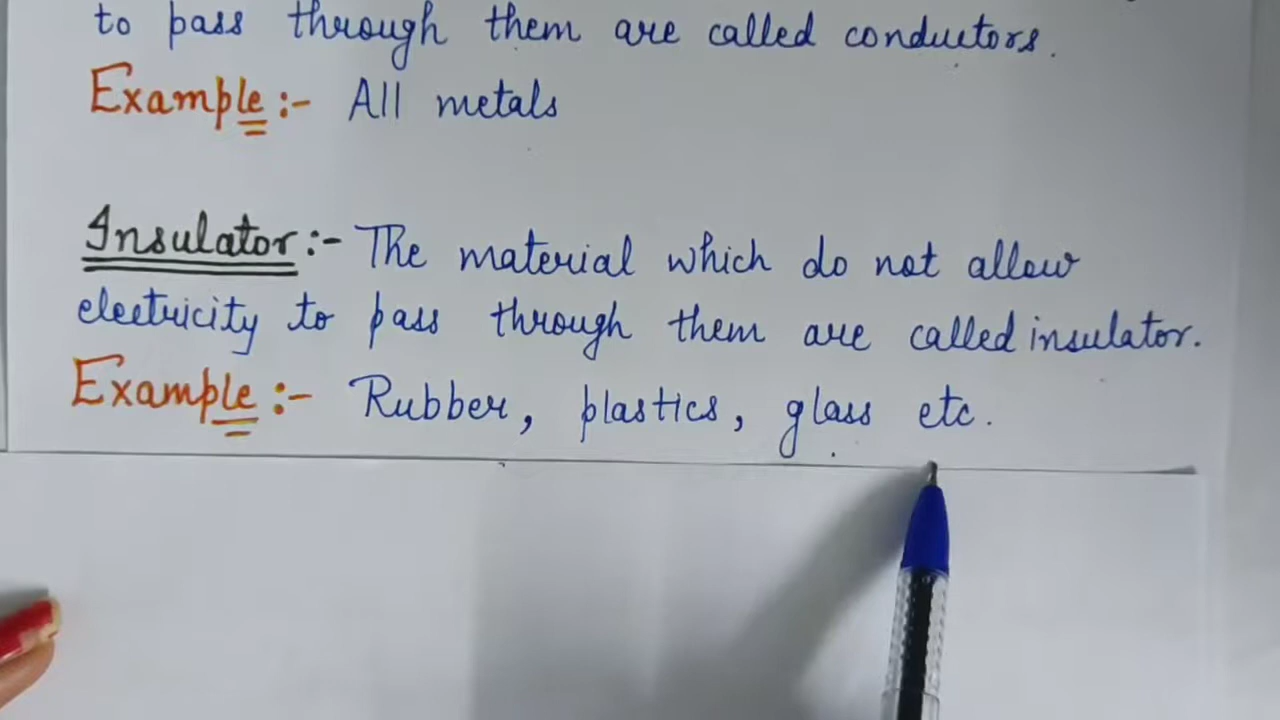 to pass through them are called conductors.
Example :- All metals
Insulator :- The material which do not allow
electricity to pass through them are called insulator.
Example :- Rubber, plastics, glass etc.